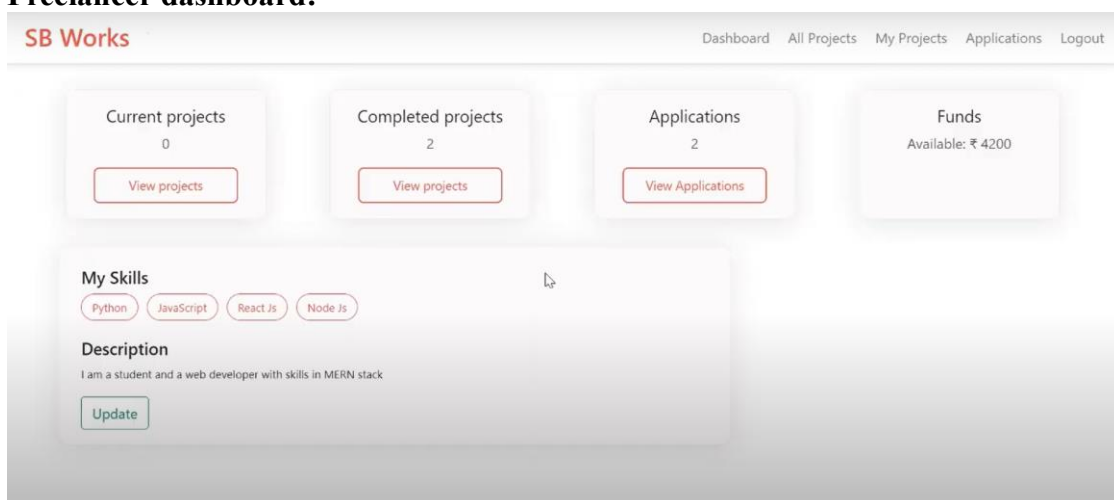 Freelancer dashboard:
SB Works
Dashboard All Projects My Projects Applications Logout
Current projects
0
View projects
Completed projects
2
View projects
Applications
2
View Applications
Funds
Available: ₹ 4200
My Skills
Python JavaScript React Js Node Js
Description
I am a student and a web developer with skills in MERN stack
Update